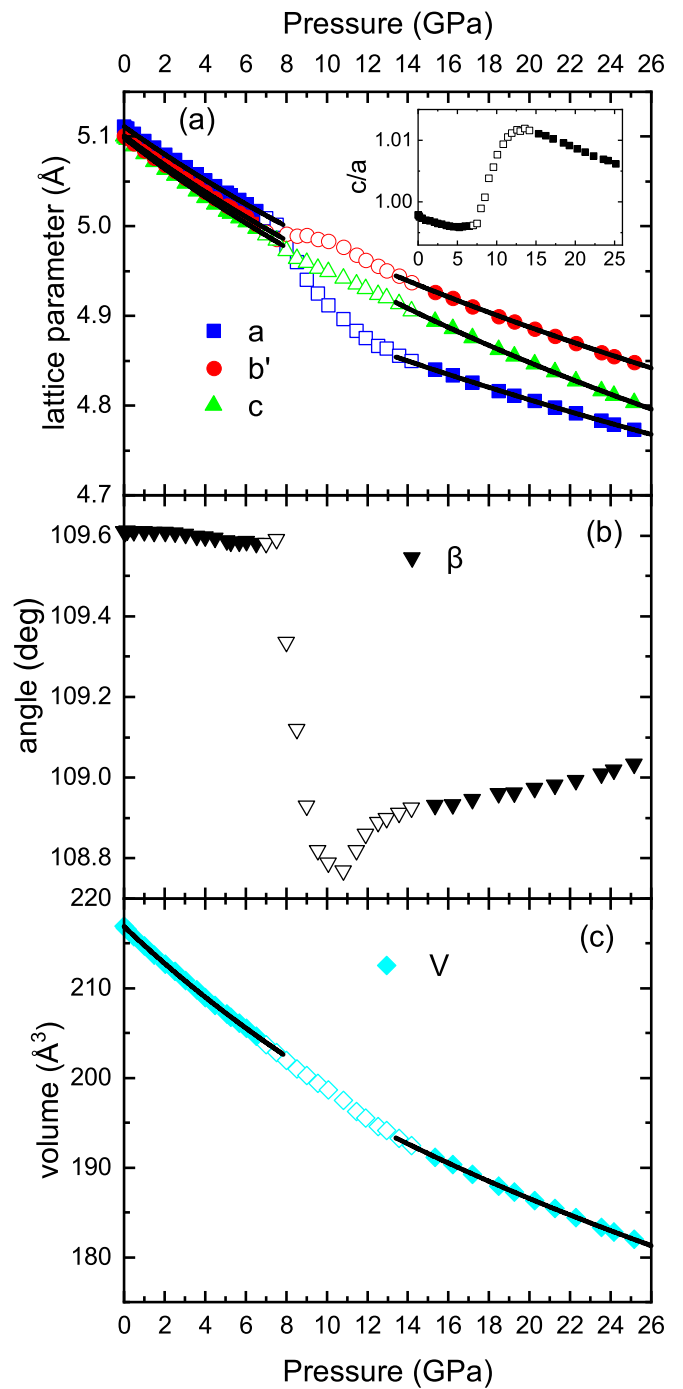 Pressure (GPa)
0 2 4 6 8 10 12 14 16 18 20 22 24 26
(a)
5.1
5.0
4.9
4.8
4.7
lattice parameter (Å)
a
b'
c
1.01
1.00
c/a
0 5 10 15 20 25
(b)
β
109.6
109.4
109.2
109.0
108.8
angle (deg)
(c)
V
220
210
200
190
180
volume (Å³)
0 2 4 6 8 10 12 14 16 18 20 22 24 26
Pressure (GPa)